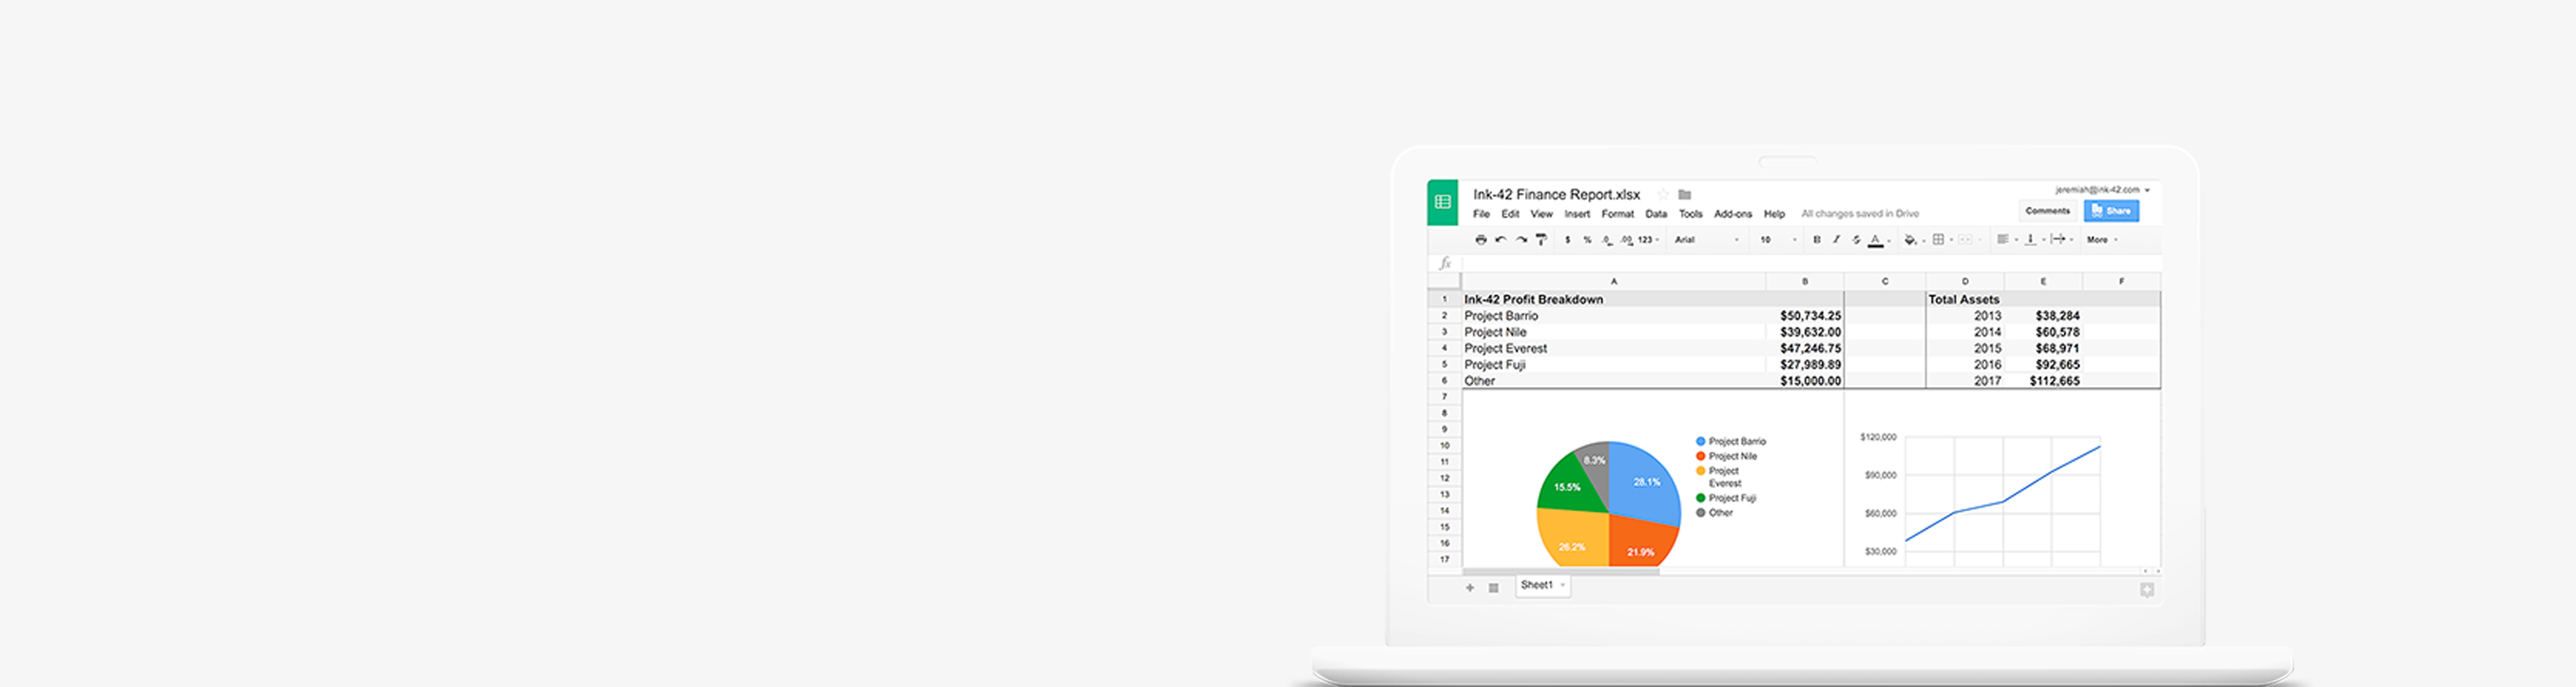 Ink-42 Finance Report.xlsx
jeremiah@ink-42.com
File Edit View Insert Format Data Tools Add-ons Help All changes saved in Drive
Comments Share
$ % .0 .00 123 Arial 10 B I S A More
fx
A B C D E F
1 Ink-42 Profit Breakdown Total Assets
2 Project Barrio $50,734.25 2013 $38,284
3 Project Nile $39,632.00 2014 $60,578
4 Project Everest $47,246.75 2015 $68,971
5 Project Fuji $27,989.89 2016 $92,665
6 Other $15,000.00 2017 $112,665
7
8
9
10
11
12
13
14
15
16
17
8.3%
28.1%
15.5%
26.2%
21.9%
Project Barrio
Project Nile
Project
Everest
Project Fuji
Other
$120,000
$90,000
$60,000
$30,000
Sheet1